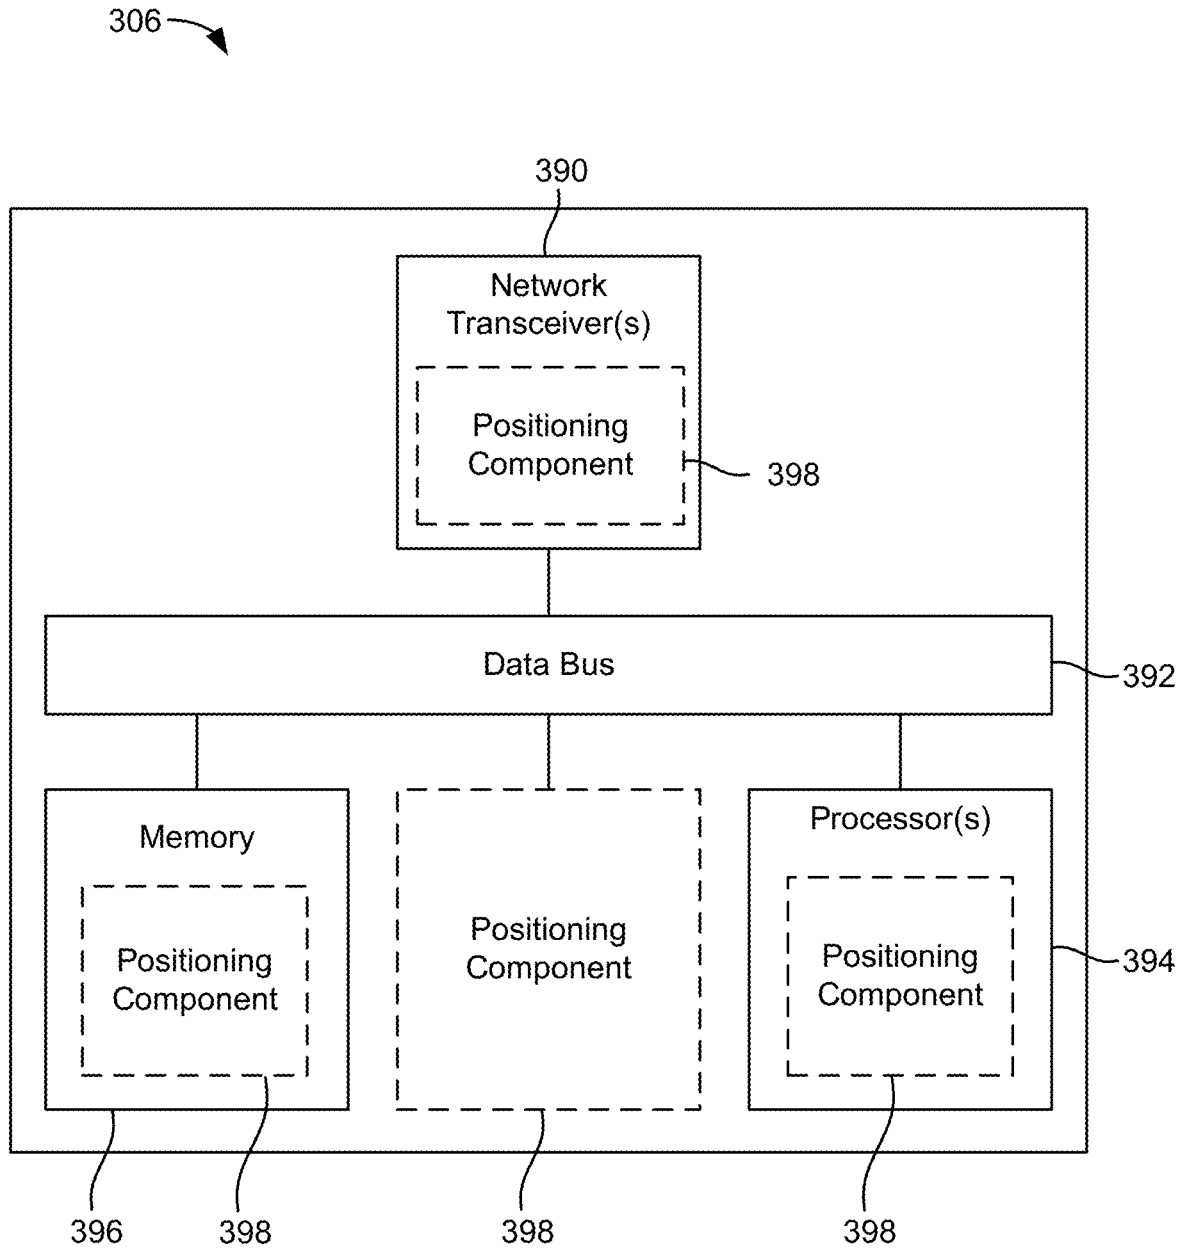 306
390
Network
Transceiver(s)
Positioning
Component
398
Data Bus
392
Memory
Positioning
Component
Positioning
Component
Processor(s)
Positioning
Component
394
396
398
398
398